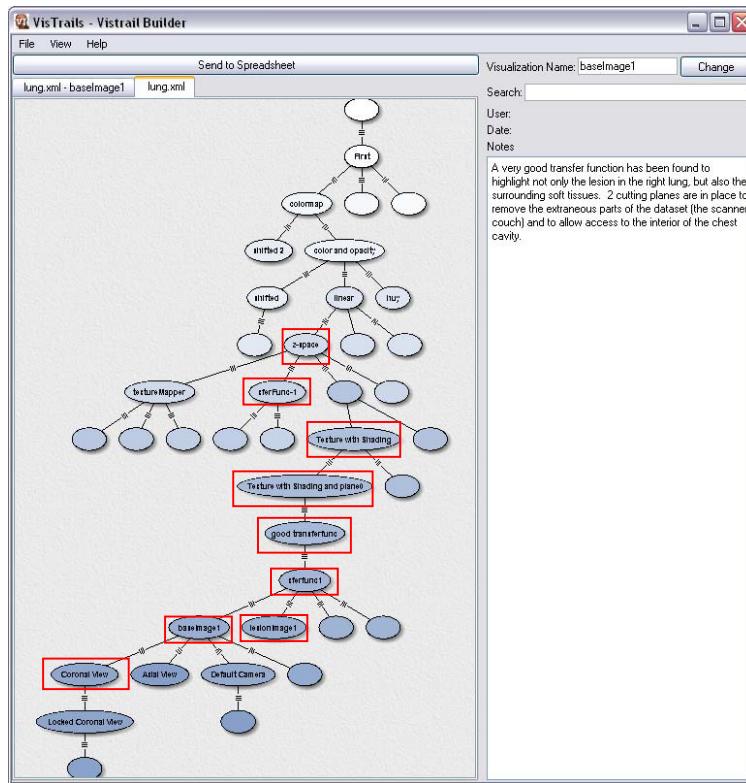 VisTrails - Vistrail Builder
File View Help
Send to Spreadsheet
Visualization Name: baseImage1 Change
lung.xml - baseImage1 lung.xml
Search:
User:
Date:
Notes
A very good transfer function has been found to
highlight not only the lesion in the right lung, but also the
surrounding soft tissues. 2 cutting planes are in place to
remove the extraneous parts of the dataset (the scanner
couch) and to allow access to the interior of the chest
cavity.
First
colormap
shifted 2 color and opacity
shifted linear
z-space
textureMapper sferFunc-1
Texture with Shading
Texture with Shading and plane0
good transferfunc
sferfunc1
baseImage1 lesionImage1
Coronal View Axial View Default Camera
Locked Coronal View